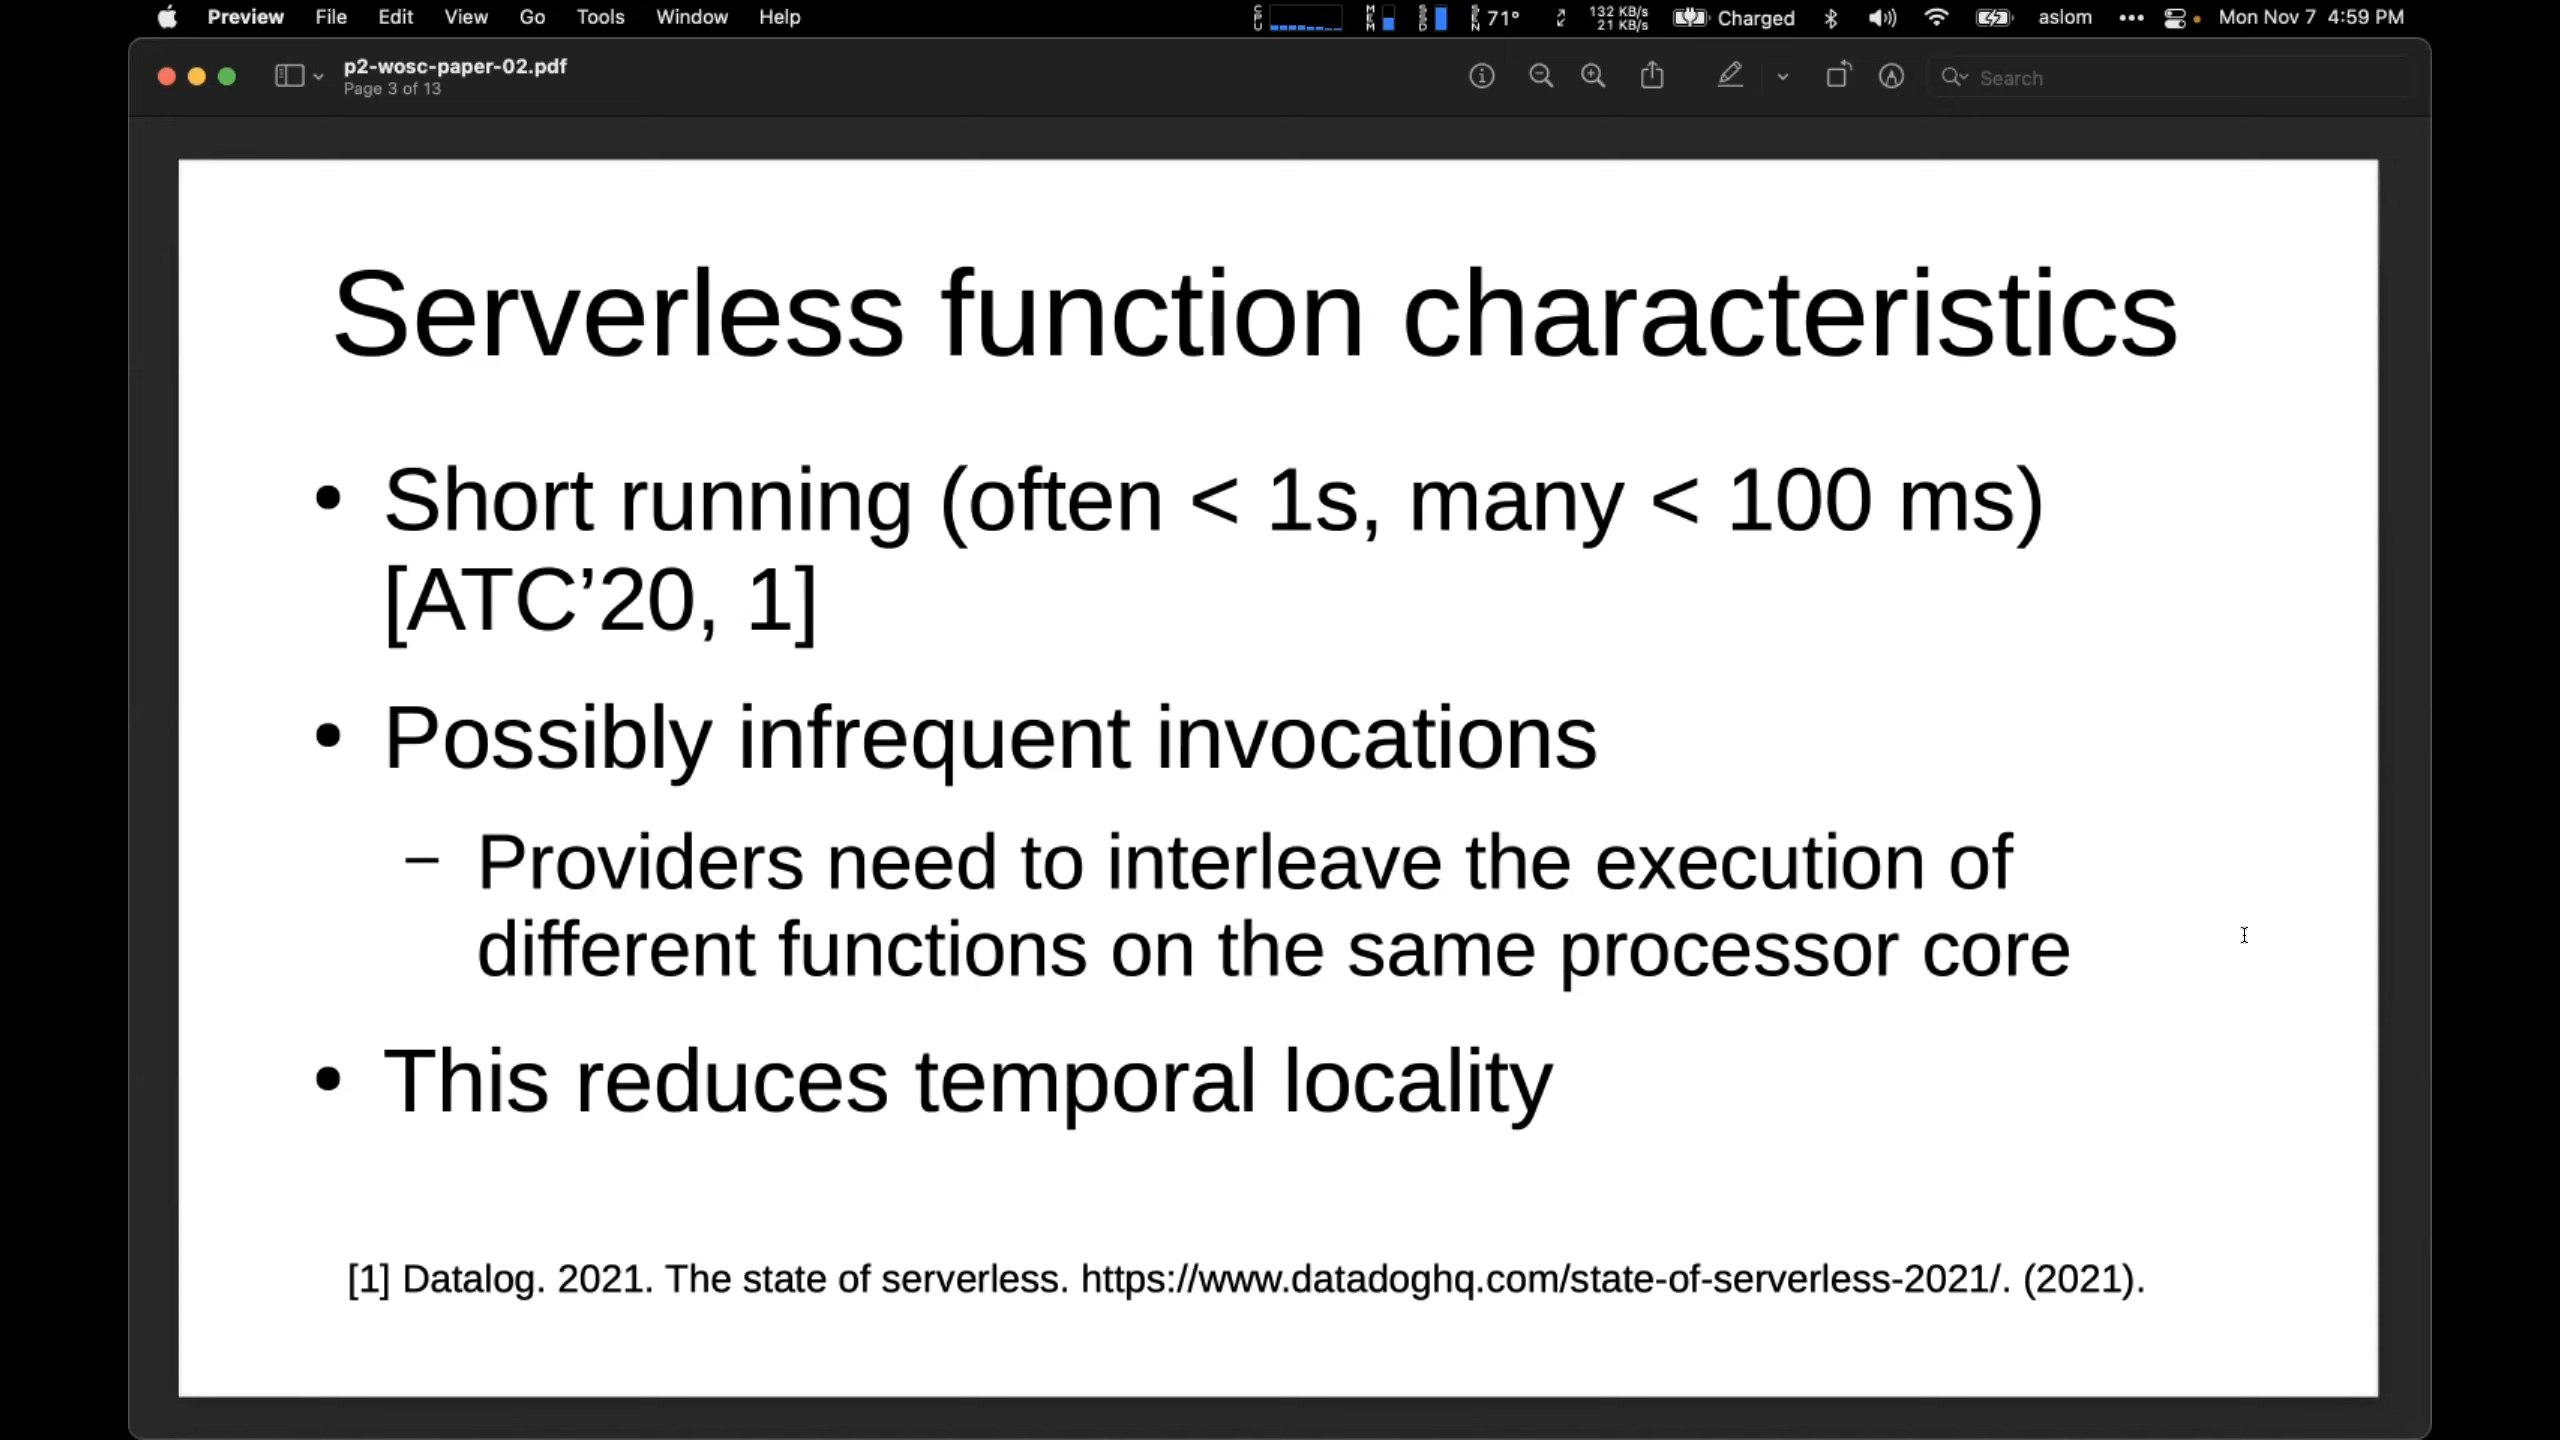 Preview File Edit View Go Tools Window Help
CPU MEM SSD SEN 71° 132 KB/s Charged aslom Mon Nov 7 4:59 PM
21 KB/s
p2-wosc-paper-02.pdf
Page 3 of 13
Search
Serverless function characteristics
• Short running (often < 1s, many < 100 ms)
[ATC’20, 1]
• Possibly infrequent invocations
– Providers need to interleave the execution of
different functions on the same processor core
• This reduces temporal locality
[1] Datalog. 2021. The state of serverless. https://www.datadoghq.com/state-of-serverless-2021/. (2021).